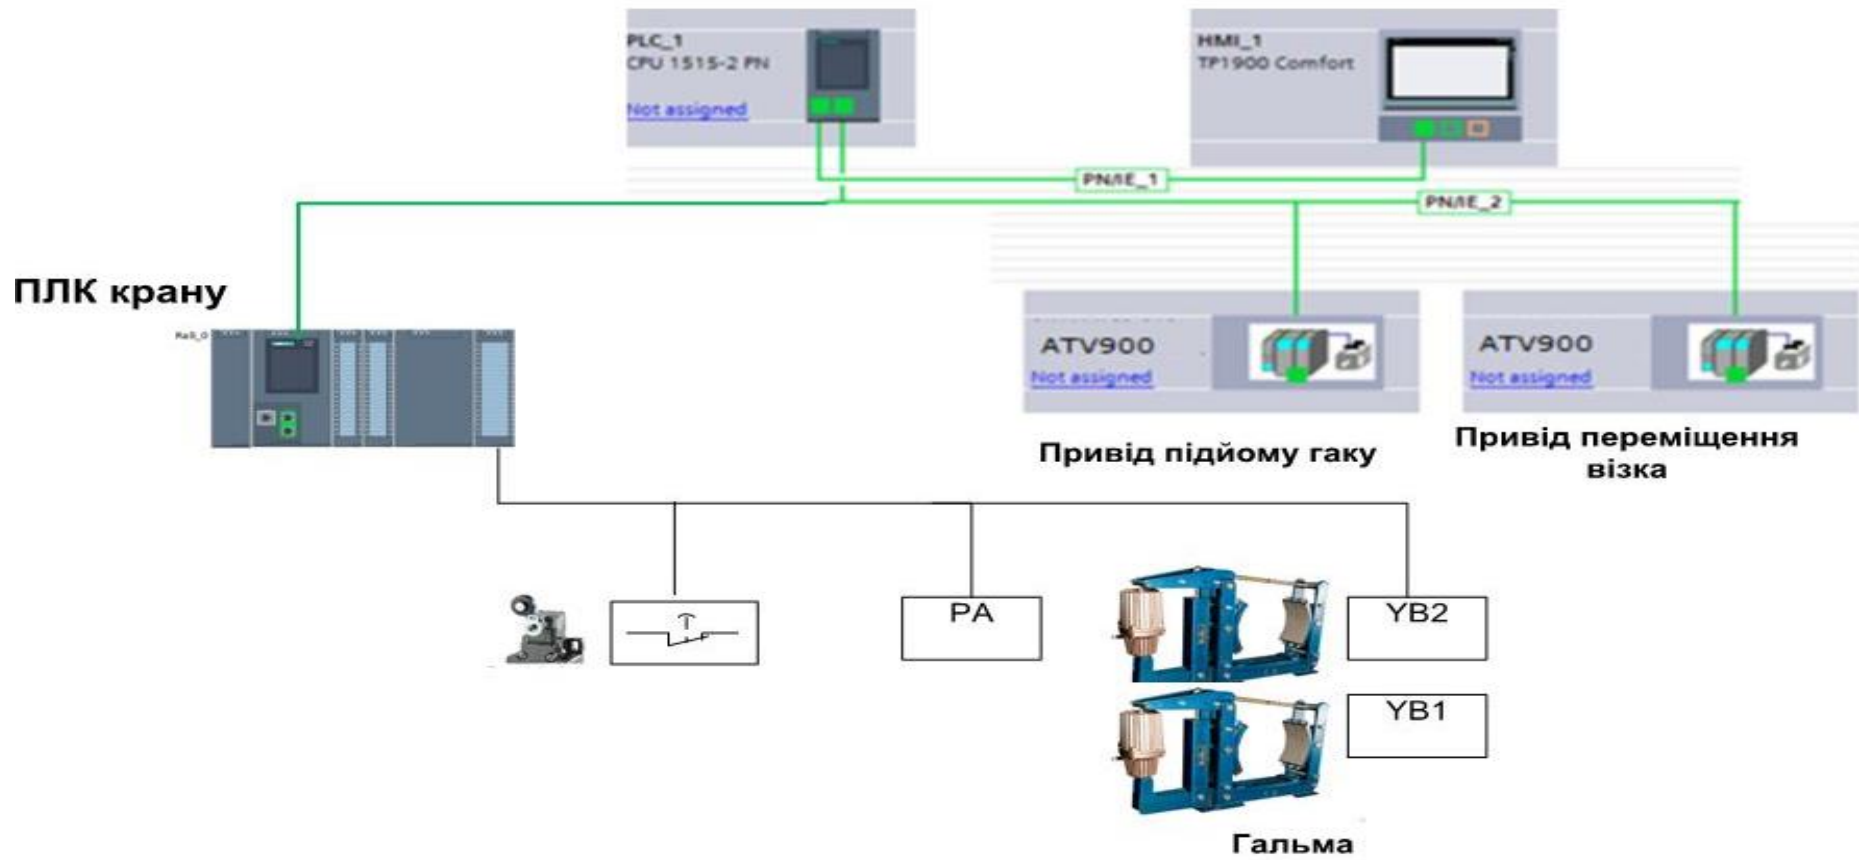 PLC_1
CPU 1515-2 PN
Not assigned
HMI_1
TP1900 Comfort
PN/IE_1
PN/IE_2
ПЛК крану
Rail_0
ATV900
Not assigned
ATV900
Not assigned
Привід підйому гаку
Привід переміщення
візка
PA
YB2
YB1
Гальма